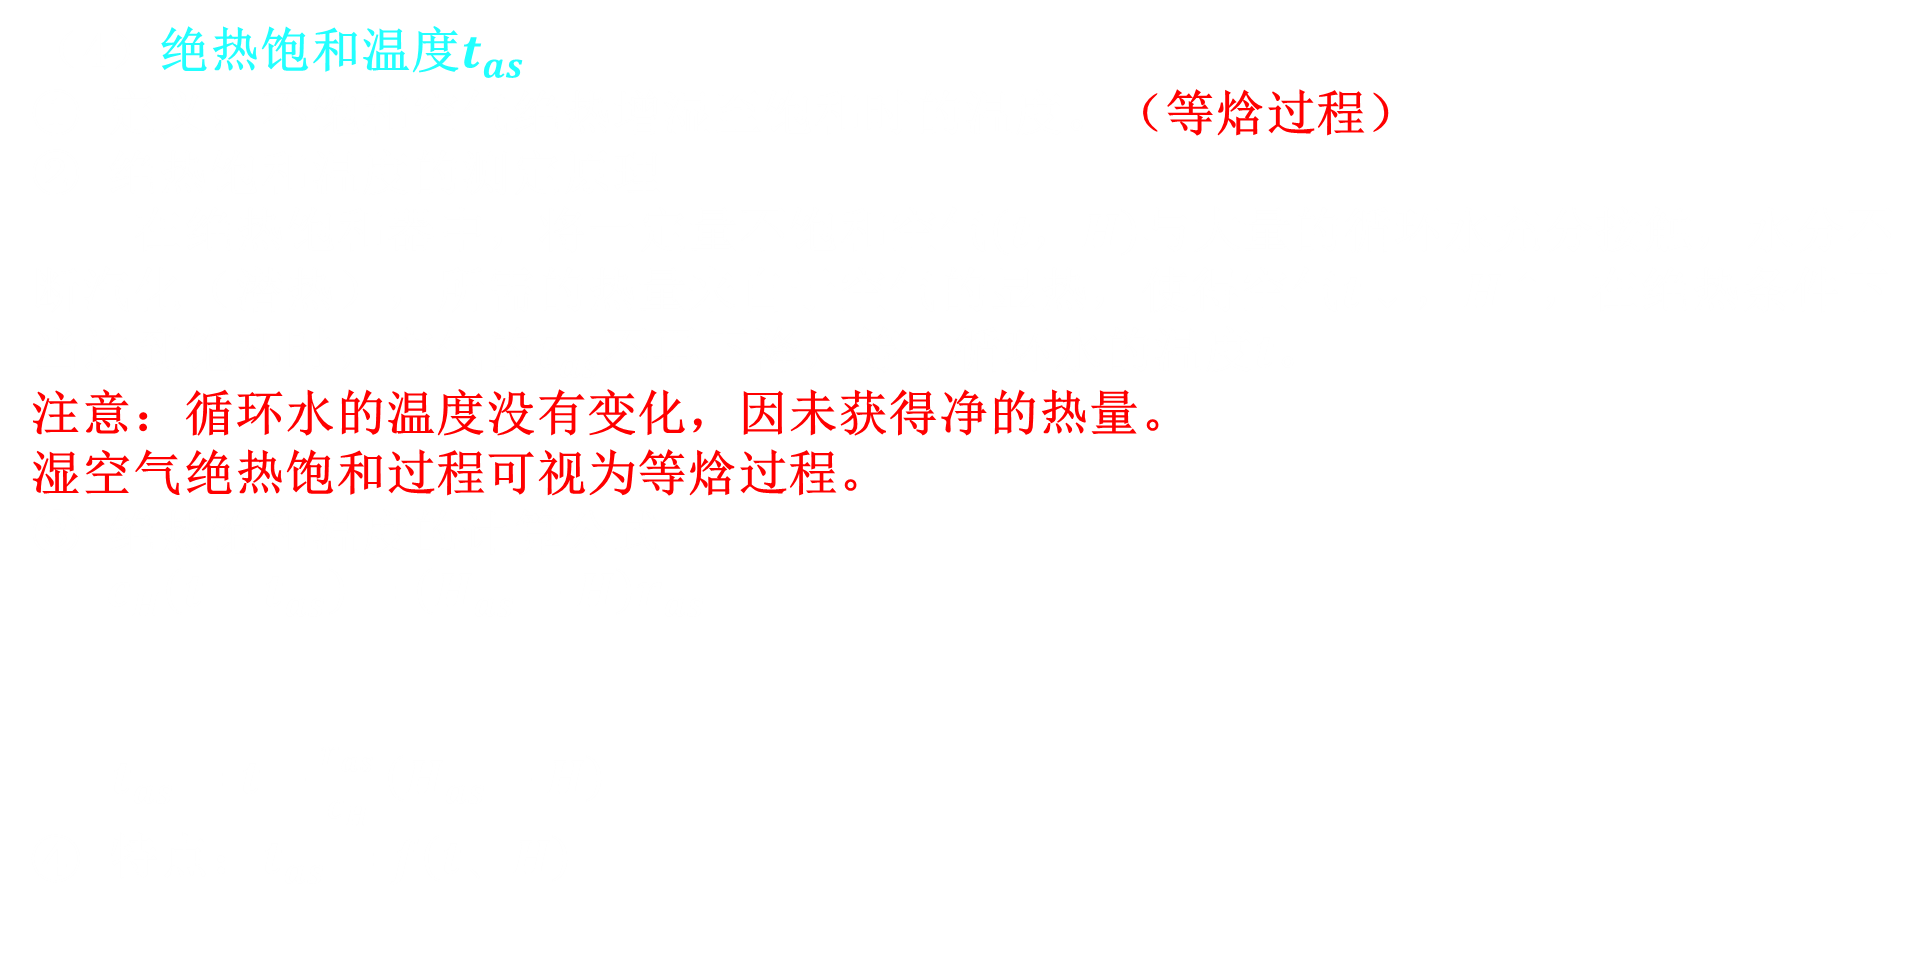 绝热饱和温度t_as
（等焓过程）
注意：循环水的温度没有变化，因未获得净的热量。
湿空气绝热饱和过程可视为等焓过程。